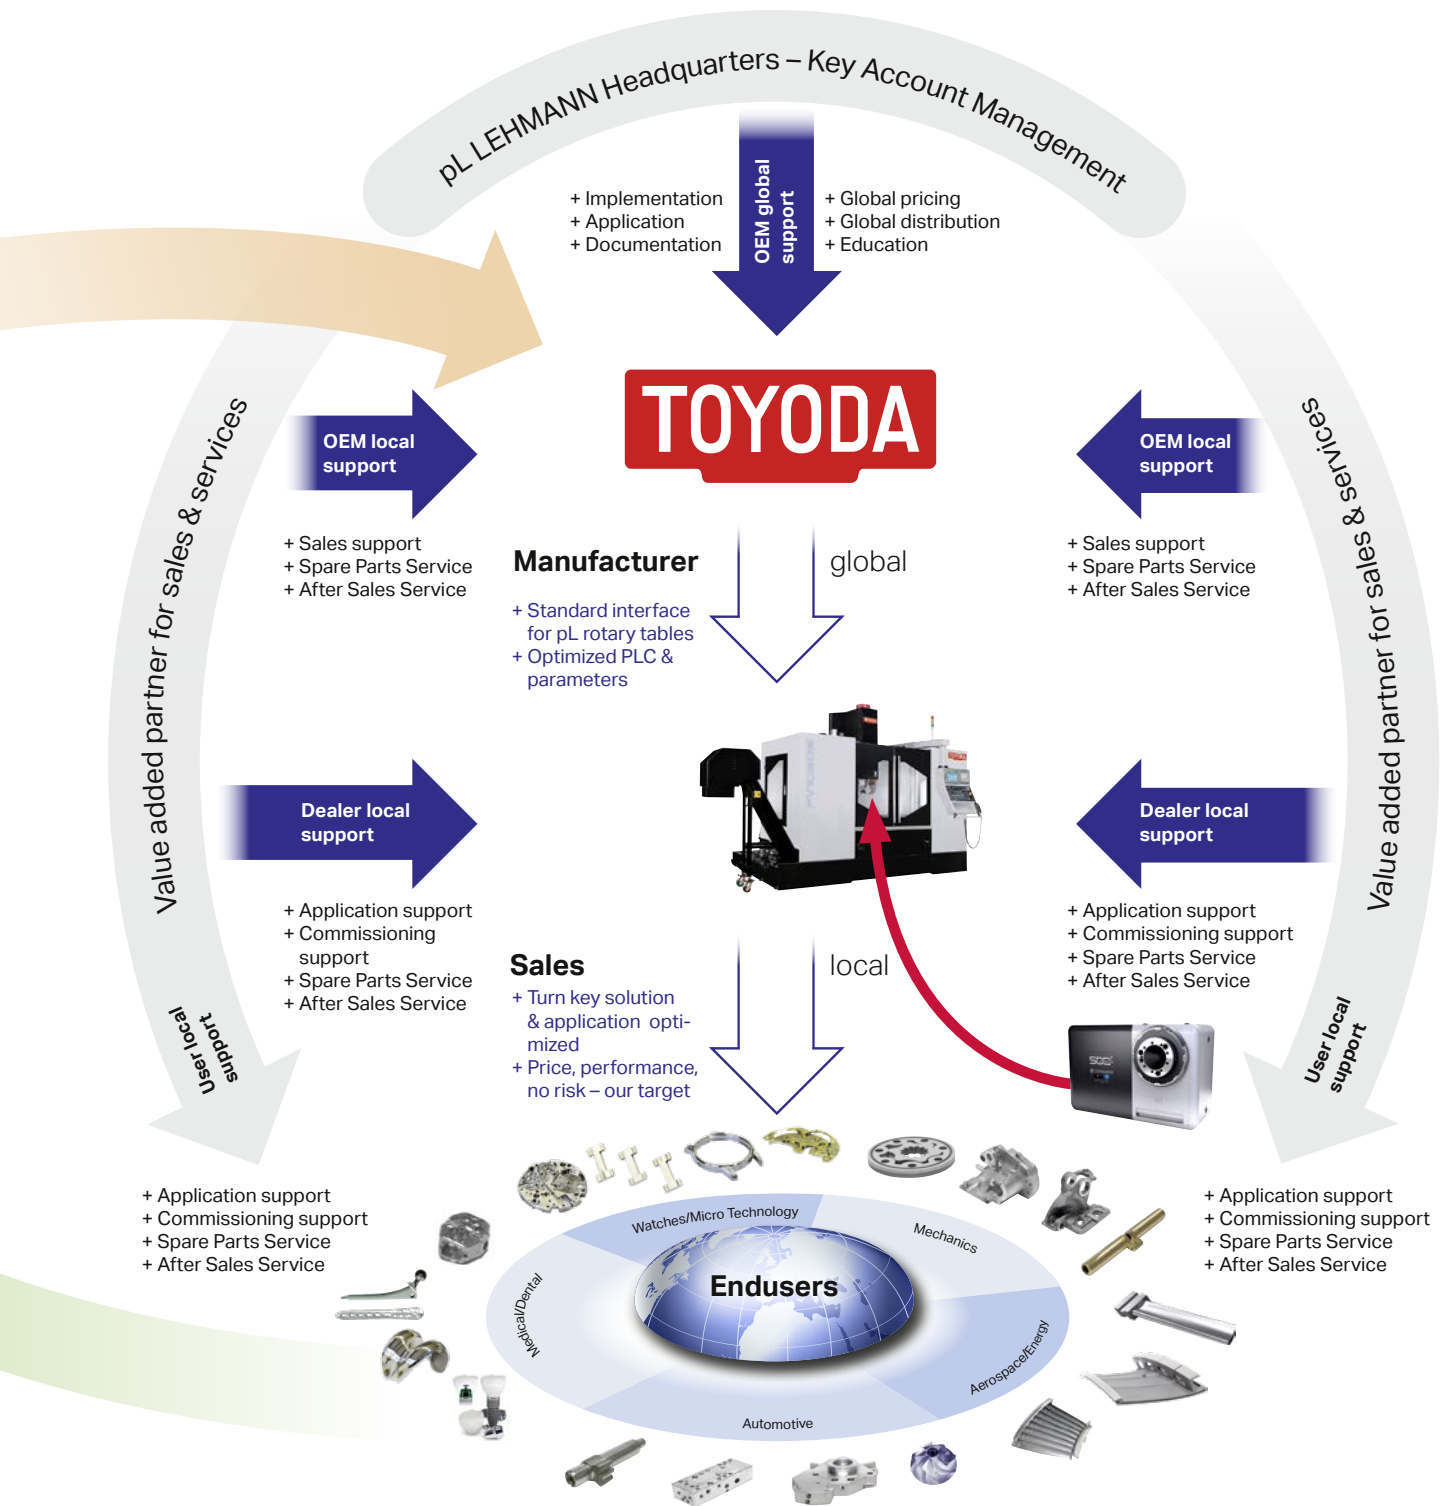 pL LEHMANN Headquarters – Key Account Management
OEM global
support
+ Implementation
+ Application
+ Documentation
+ Global pricing
+ Global distribution
+ Education
TOYODA
Value added partner for sales & services
OEM local
support
+ Sales support
+ Spare Parts Service
+ After Sales Service
Manufacturer
global
+ Standard interface
for pL rotary tables
+ Optimized PLC &
parameters
OEM local
support
+ Sales support
+ Spare Parts Service
+ After Sales Service
Value added partner for sales & services
Dealer local
support
+ Application support
+ Commissioning
support
+ Spare Parts Service
+ After Sales Service
Sales
local
+ Turn key solution
& application opti-
mized
+ Price, performance,
no risk – our target
Dealer local
support
+ Application support
+ Commissioning support
+ Spare Parts Service
+ After Sales Service
User local
support
+ Application support
+ Commissioning support
+ Spare Parts Service
+ After Sales Service
User local
support
+ Application support
+ Commissioning support
+ Spare Parts Service
+ After Sales Service
Watches/Micro Technology
Mechanics
Medical/Dental
Endusers
Aerospace/Energy
Automotive